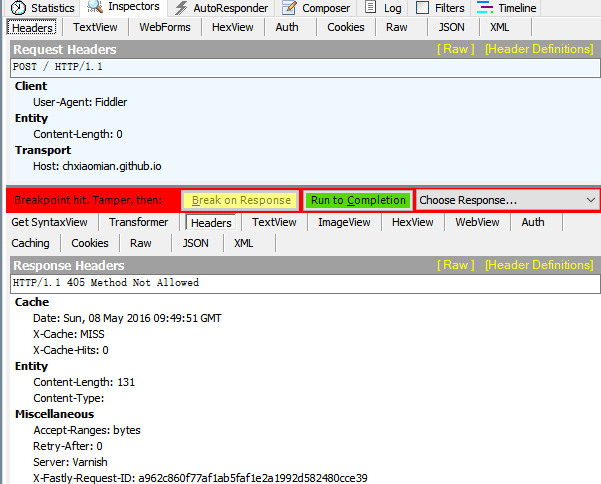 Statistics Inspectors AutoResponder Composer Log Filters Timeline
Headers TextView WebForms HexView Auth Cookies Raw JSON XML
Request Headers [ Raw ] [Header Definitions]
POST / HTTP/1.1
Client
User-Agent: Fiddler
Entity
Content-Length: 0
Transport
Host: chxiaomian.github.io
Breakpoint hit. Tamper, then: Break on Response Run to Completion Choose Response...
Get SyntaxView Transformer Headers TextView ImageView HexView WebView Auth
Caching Cookies Raw JSON XML
Response Headers [ Raw ] [Header Definitions]
HTTP/1.1 405 Method Not Allowed
Cache
Date: Sun, 08 May 2016 09:49:51 GMT
X-Cache: MISS
X-Cache-Hits: 0
Entity
Content-Length: 131
Content-Type:
Miscellaneous
Accept-Ranges: bytes
Retry-After: 0
Server: Varnish
X-Fastly-Request-ID: a962c860f77af1ab5faf1e2a1992d582480cce39